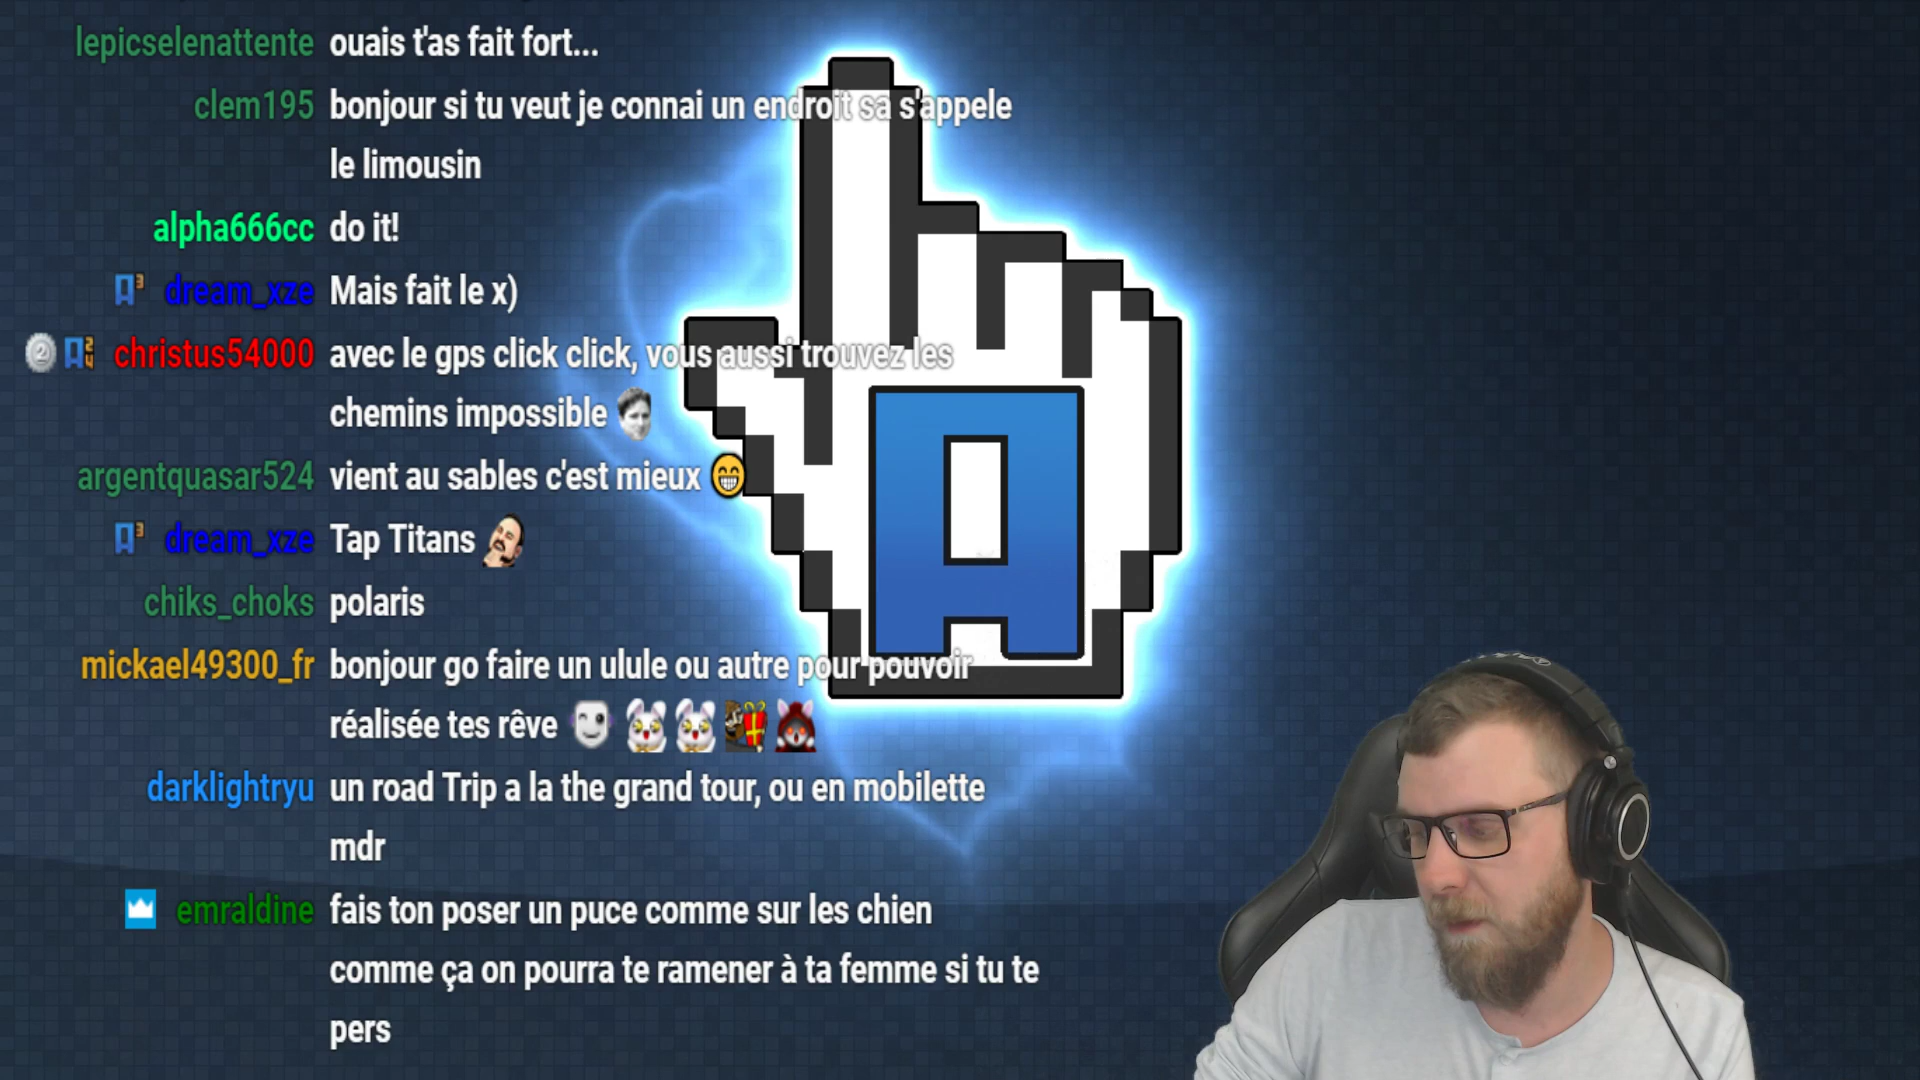 lepicselenattente ouais t'as fait fort...
clem195 bonjour si tu veut je connai un endroit sa s'appele
le limousin
alpha666cc do it!
3 dream_xze Mais fait le x)
2 24 christus54000 avec le gps click click, vous aussi trouvez les
chemins impossible
argentquasar524 vient au sables c'est mieux
3 dream_xze Tap Titans
chiks_choks polaris
mickael49300_fr bonjour go faire un ulule ou autre pour pouvoir
réalisée tes rêve
darklightryu un road Trip a la the grand tour, ou en mobilette
mdr
emraldine fais ton poser un puce comme sur les chien
comme ça on pourra te ramener à ta femme si tu te
pers
A